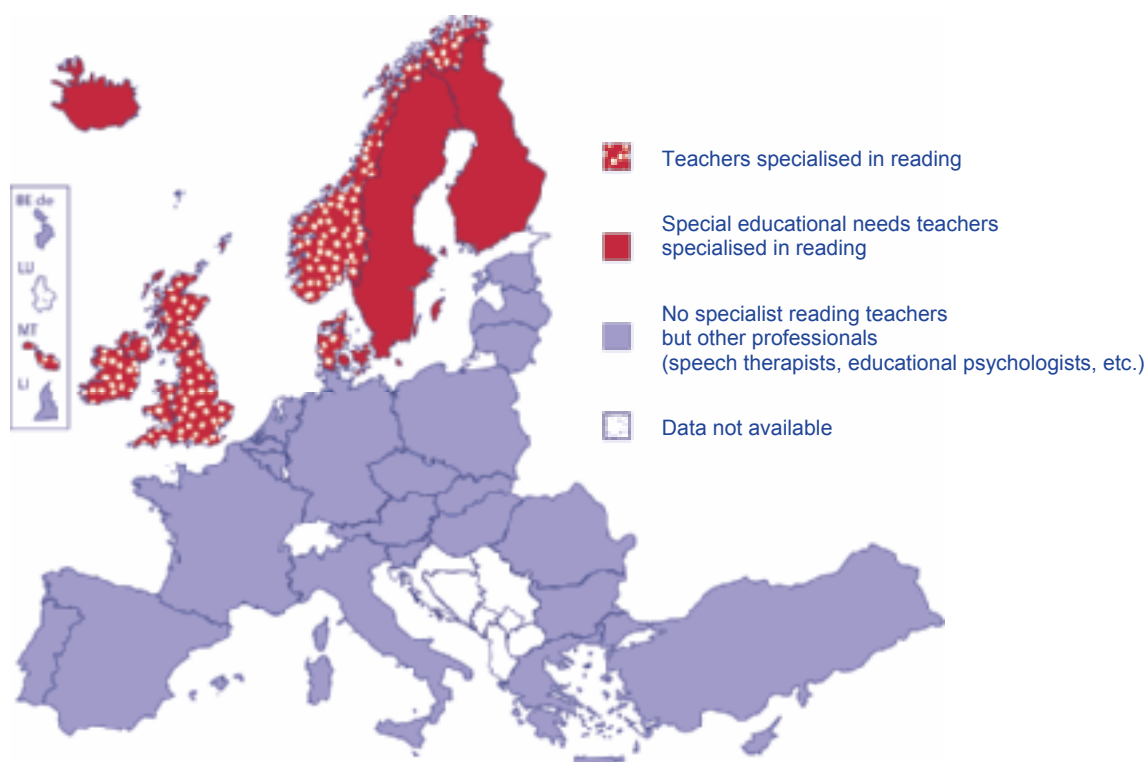 BE de
LU
MT
LI
Teachers specialised in reading
Special educational needs teachers
specialised in reading
No specialist reading teachers
but other professionals
(speech therapists, educational psychologists, etc.)
Data not available